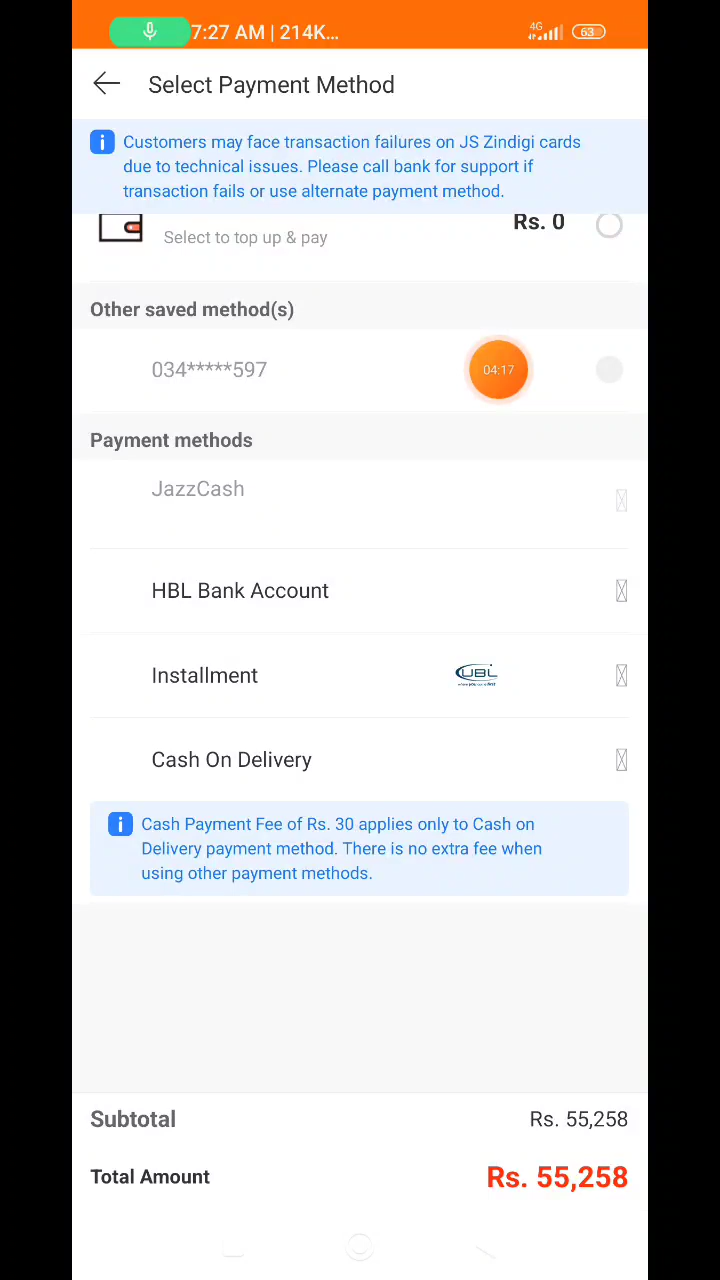 7:27 AM | 214K...
4G
63
Select Payment Method
Customers may face transaction failures on JS Zindigi cards
due to technical issues. Please call bank for support if
transaction fails or use alternate payment method.
Rs. 0
Select to top up & pay
Other saved method(s)
034*****597
04:17
Payment methods
JazzCash
HBL Bank Account
Installment
UBL
Cash On Delivery
Cash Payment Fee of Rs. 30 applies only to Cash on
Delivery payment method. There is no extra fee when
using other payment methods.
Subtotal
Rs. 55,258
Total Amount
Rs. 55,258